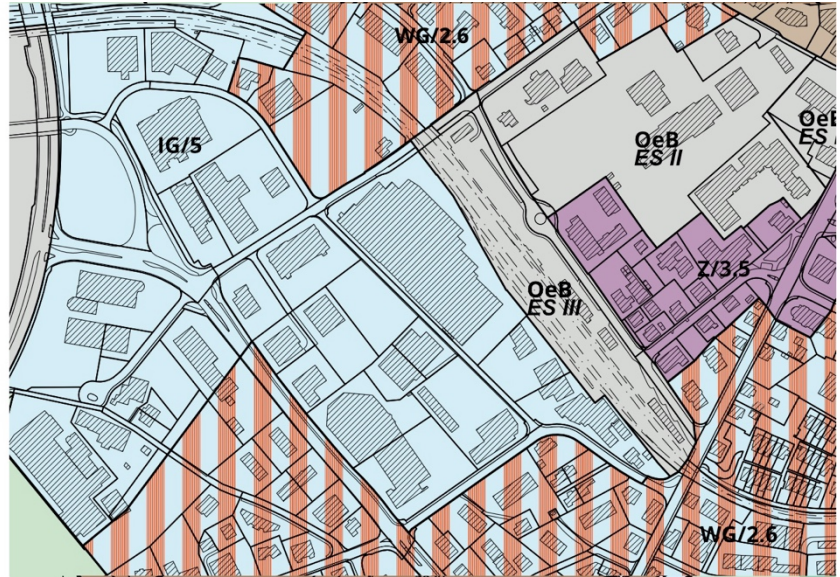 WG/2.6
IG/5
OeB
ES II
OeB
ES
Z/3.5
OeB
ES III
WG/2.6